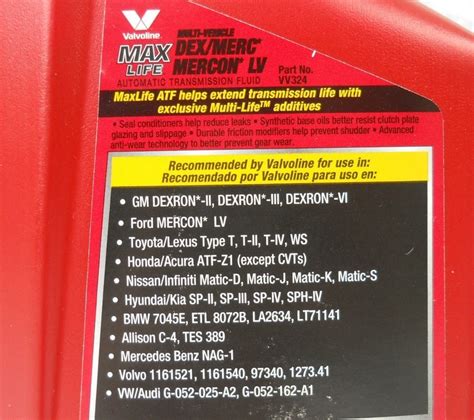 Valvoline
MAX LIFE
MULTI-VEHICLE
DEX/MERC*
MERCON* LV
AUTOMATIC TRANSMISSION FLUID
Part No.
VV324
MaxLife ATF helps extend transmission life with
exclusive Multi-Life™ additives
• Seal conditioners help reduce leaks • Synthetic base oils better resist clutch plate
glazing and slippage • Durable friction modifiers help prevent shudder • Advanced
anti-wear technology to better prevent gear wear.
Recommended by Valvoline for use in:
Recomendado por Valvoline para uso en:
• GM DEXRON*-II, DEXRON*-III, DEXRON*-VI
• Ford MERCON* LV
• Toyota/Lexus Type T, T-II, T-IV, WS
• Honda/Acura ATF-Z1 (except CVTs)
• Nissan/Infiniti Matic-D, Matic-J, Matic-K, Matic-S
• Hyundai/Kia SP-II, SP-III, SP-IV, SPH-IV
• BMW 7045E, ETL 8072B, LA2634, LT71141
• Allison C-4, TES 389
• Mercedes Benz NAG-1
• Volvo 1161521, 1161540, 97340, 1273.41
• VW/Audi G-052-025-A2, G-052-162-A1